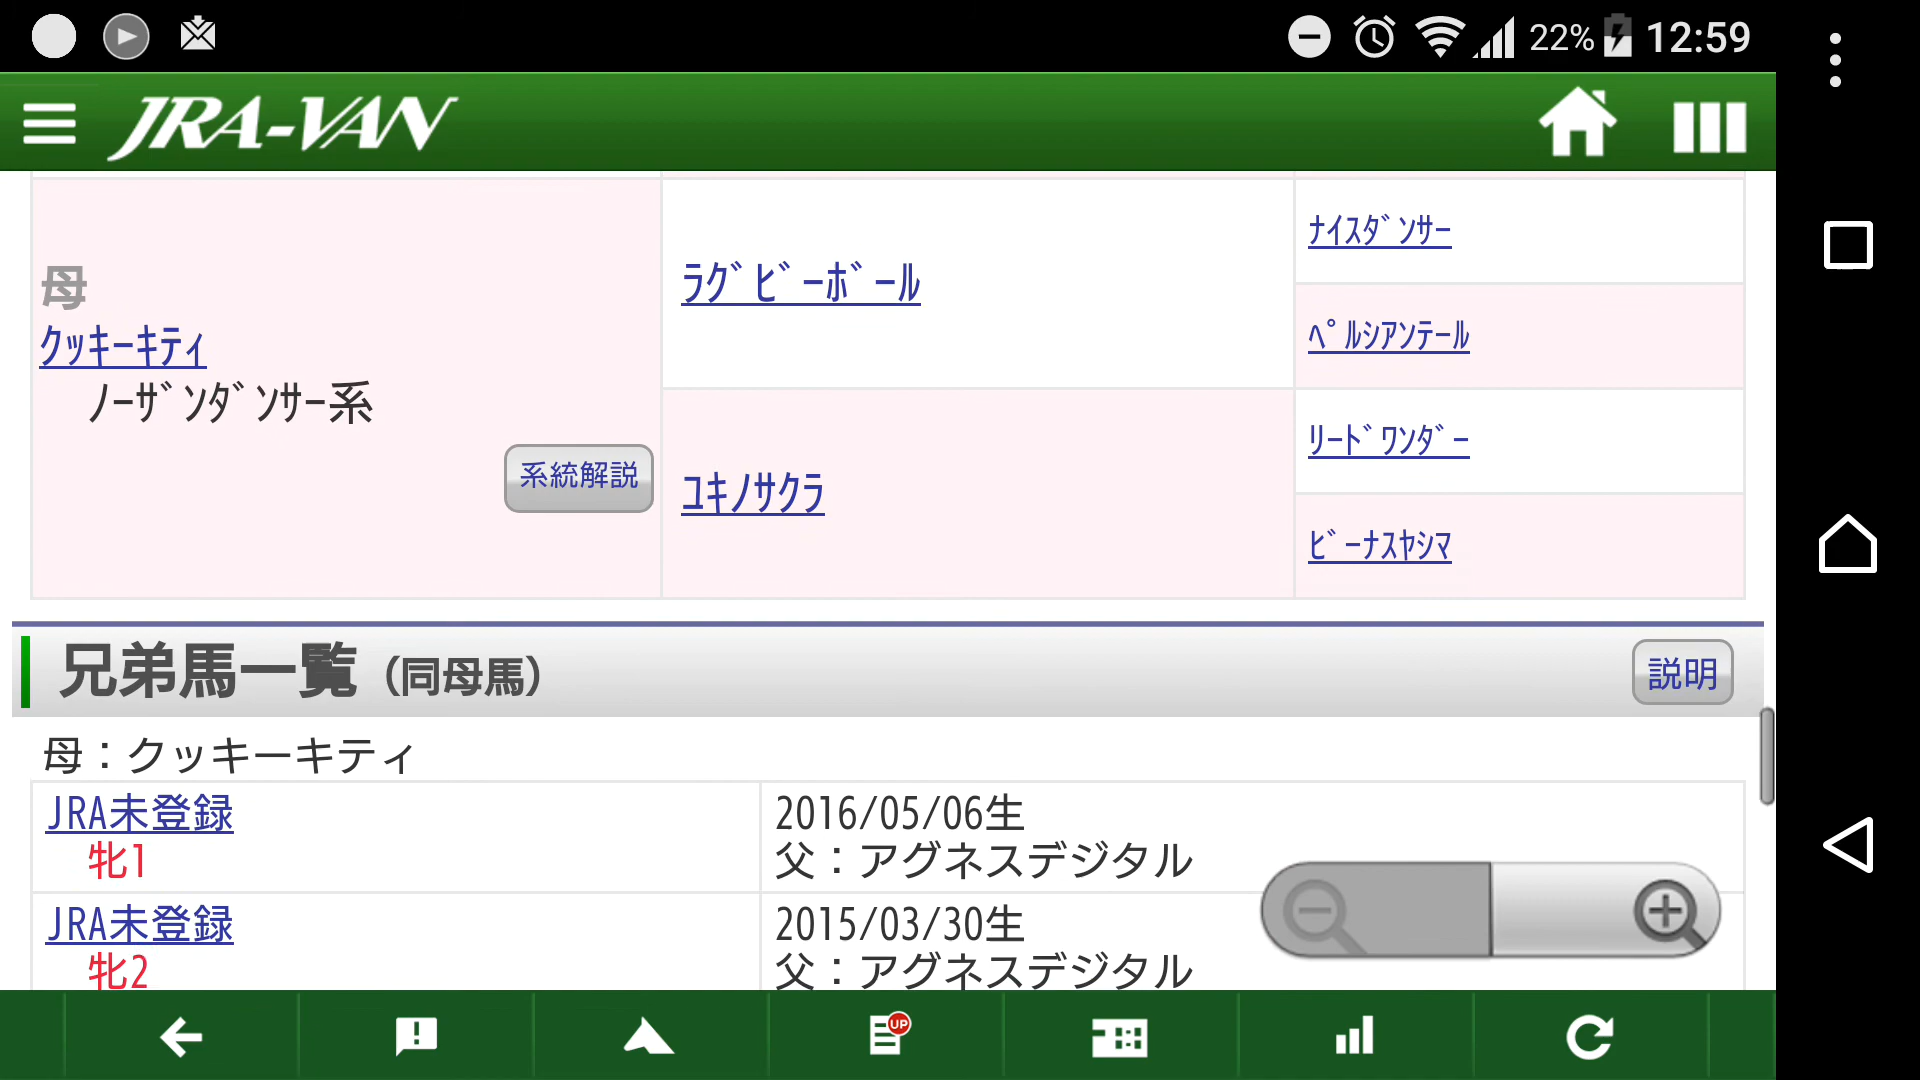 22% 12:59
JRA-VAN
母
ｸｯｷｰｷﾃｨ
ﾉｰｻﾞﾝﾀﾞﾝｻｰ系
系統解説
ﾗｸﾞﾋﾞｰﾎﾞｰﾙ
ﾕｷﾉｻｸﾗ
ﾅｲｽﾀﾞﾝｻｰ
ﾍﾟﾙｼｱﾝﾃｰﾙ
ﾘｰﾄﾞﾜﾝﾀﾞｰ
ﾋﾞｰﾅｽﾔｼﾏ
兄弟馬一覧（同母馬）
説明
母：クッキーキティ
JRA未登録
牝1
2016/05/06生
父：アグネスデジタル
JRA未登録
牝2
2015/03/30生
父：アグネスデジタル
UP